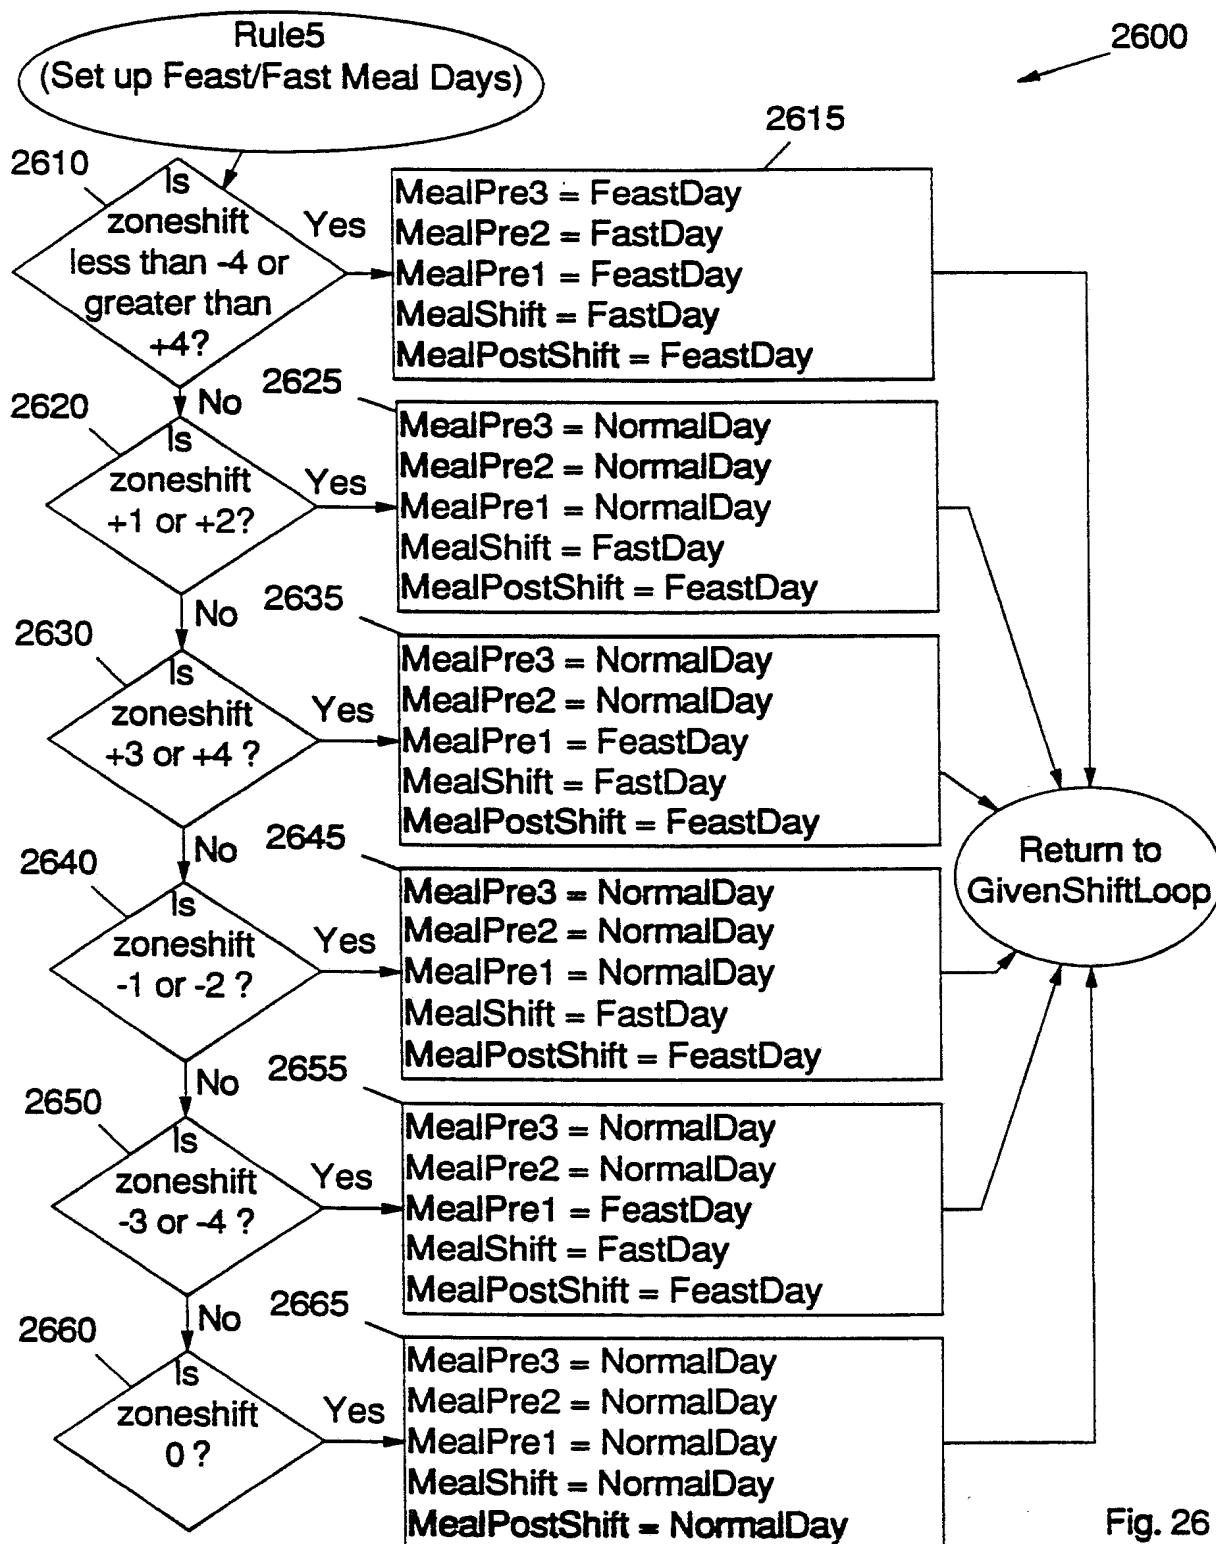 Rule5
(Set up Feast/Fast Meal Days)
2600
2610
Is
zoneshift
less than -4 or
greater than
+4?
Yes
No
2615
MealPre3 = FeastDay
MealPre2 = FastDay
MealPre1 = FeastDay
MealShift = FastDay
MealPostShift = FeastDay
2620
Is
zoneshift
+1 or +2?
Yes
No
2625
MealPre3 = NormalDay
MealPre2 = NormalDay
MealPre1 = NormalDay
MealShift = FastDay
MealPostShift = FeastDay
2630
Is
zoneshift
+3 or +4 ?
Yes
No
2635
MealPre3 = NormalDay
MealPre2 = NormalDay
MealPre1 = FeastDay
MealShift = FastDay
MealPostShift = FeastDay
2640
Is
zoneshift
-1 or -2 ?
Yes
No
2645
MealPre3 = NormalDay
MealPre2 = NormalDay
MealPre1 = NormalDay
MealShift = FastDay
MealPostShift = FeastDay
2650
Is
zoneshift
-3 or -4 ?
Yes
No
2655
MealPre3 = NormalDay
MealPre2 = NormalDay
MealPre1 = FeastDay
MealShift = FastDay
MealPostShift = FeastDay
2660
Is
zoneshift
0 ?
Yes
2665
MealPre3 = NormalDay
MealPre2 = NormalDay
MealPre1 = NormalDay
MealShift = NormalDay
MealPostShift = NormalDay
Return to
GivenShiftLoop
Fig. 26